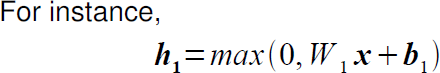 For instance,
h₁=max(0, W₁x+b₁)